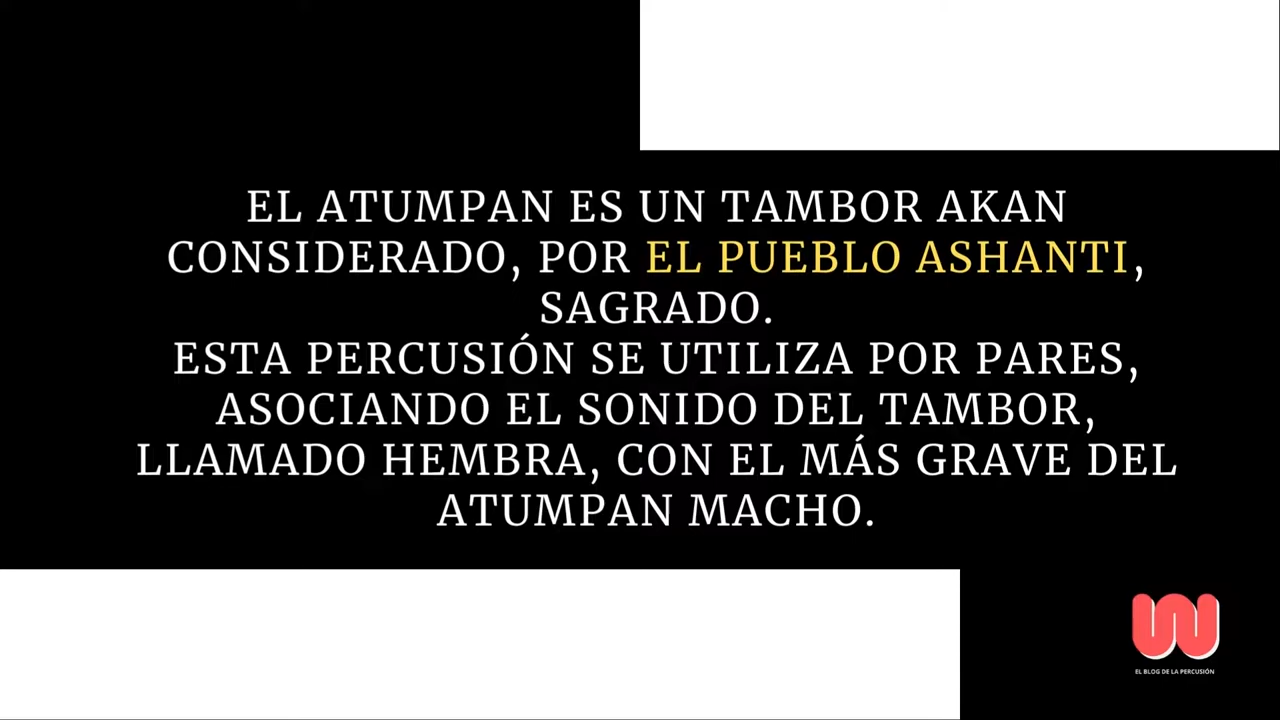 EL ATUMPAN ES UN TAMBOR AKAN
CONSIDERADO, POR EL PUEBLO ASHANTI,
SAGRADO.
ESTA PERCUSIÓN SE UTILIZA POR PARES,
ASOCIANDO EL SONIDO DEL TAMBOR,
LLAMADO HEMBRA, CON EL MÁS GRAVE DEL
ATUMPAN MACHO.
EL BLOG DE LA PERCUSIÓN